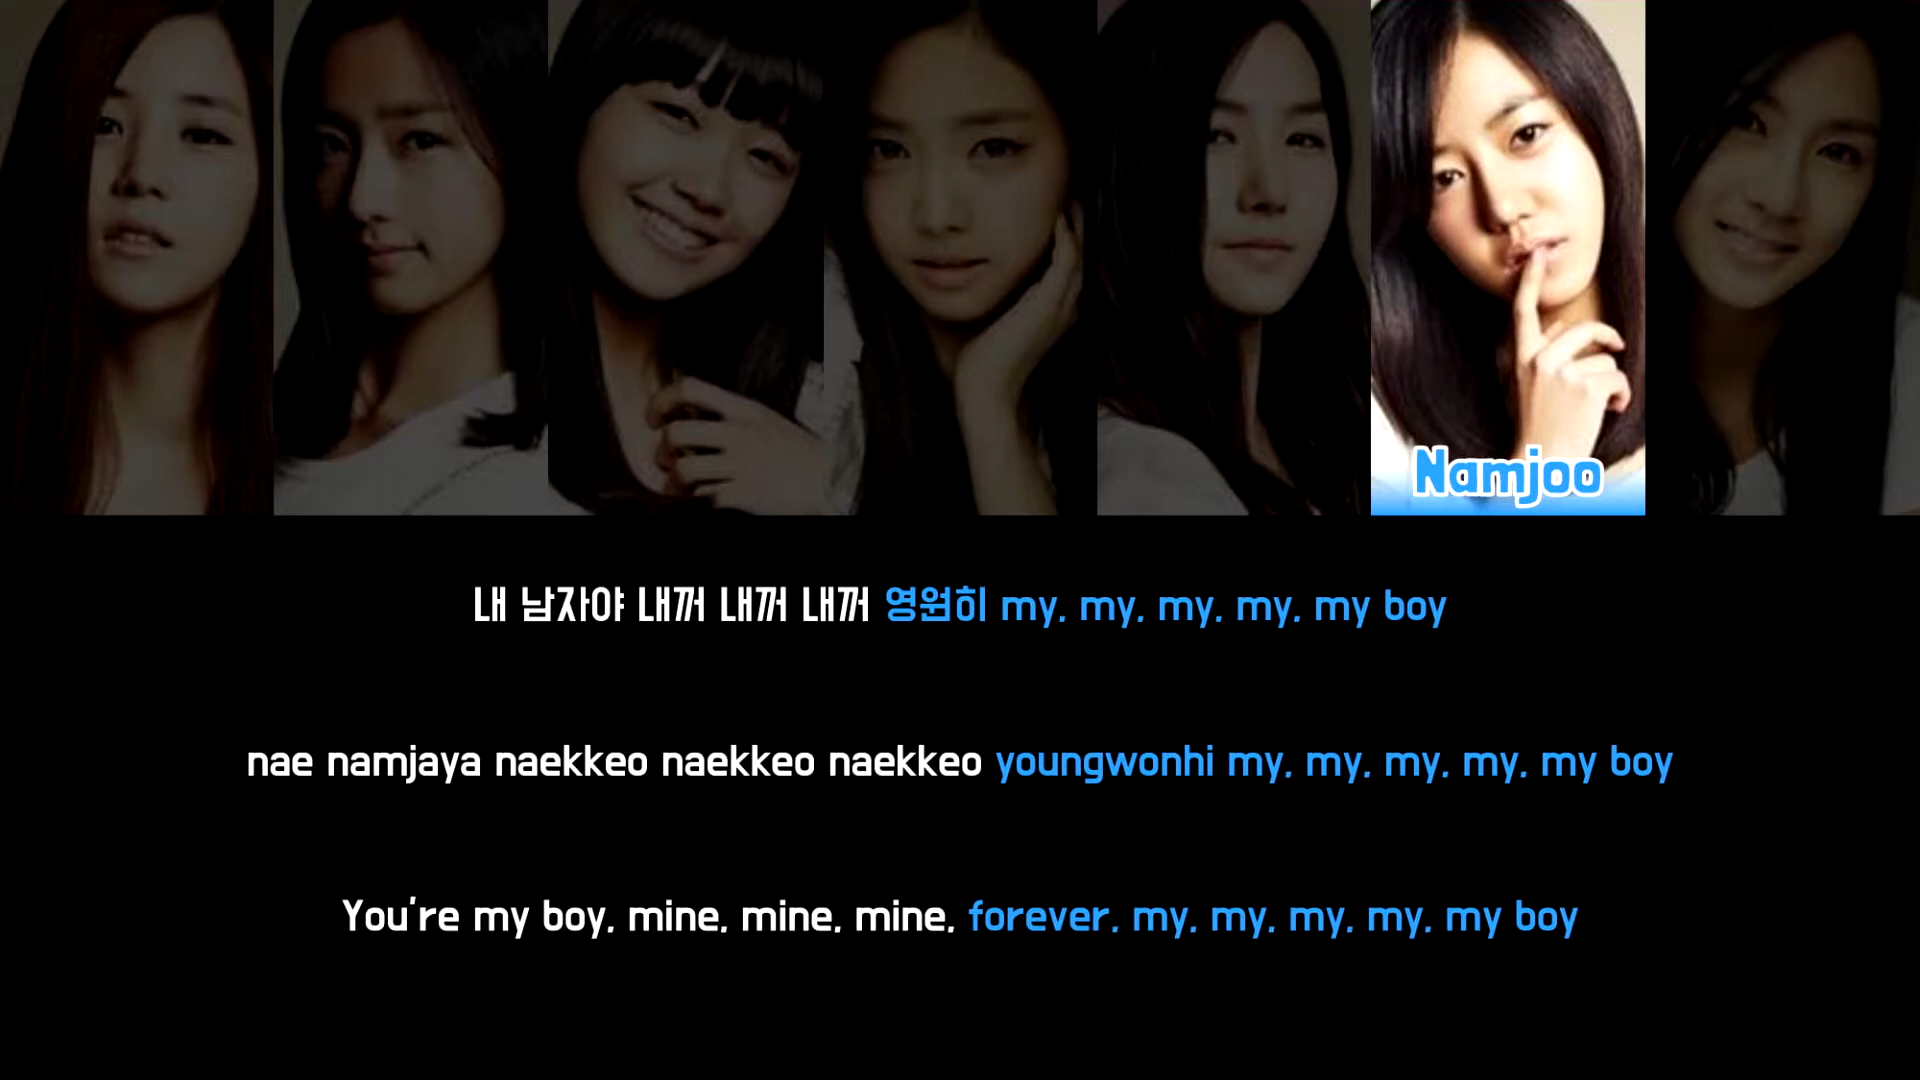 Namjoo
내 남자야 내꺼 내꺼 내꺼 영원히 my, my, my, my, my boy
nae namjaya naekkeo naekkeo naekkeo youngwonhi my, my, my, my, my boy
You're my boy, mine, mine, mine, forever, my, my, my, my, my boy